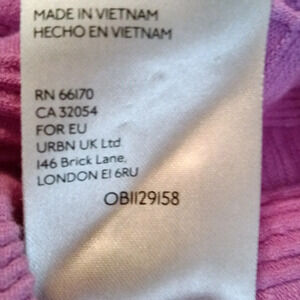 MADE IN VIETNAM
HECHO EN VIETNAM
RN 66170
CA 32054
FOR EU
URBN UK Ltd.
146 Brick Lane,
LONDON E1 6RU
OB1129158